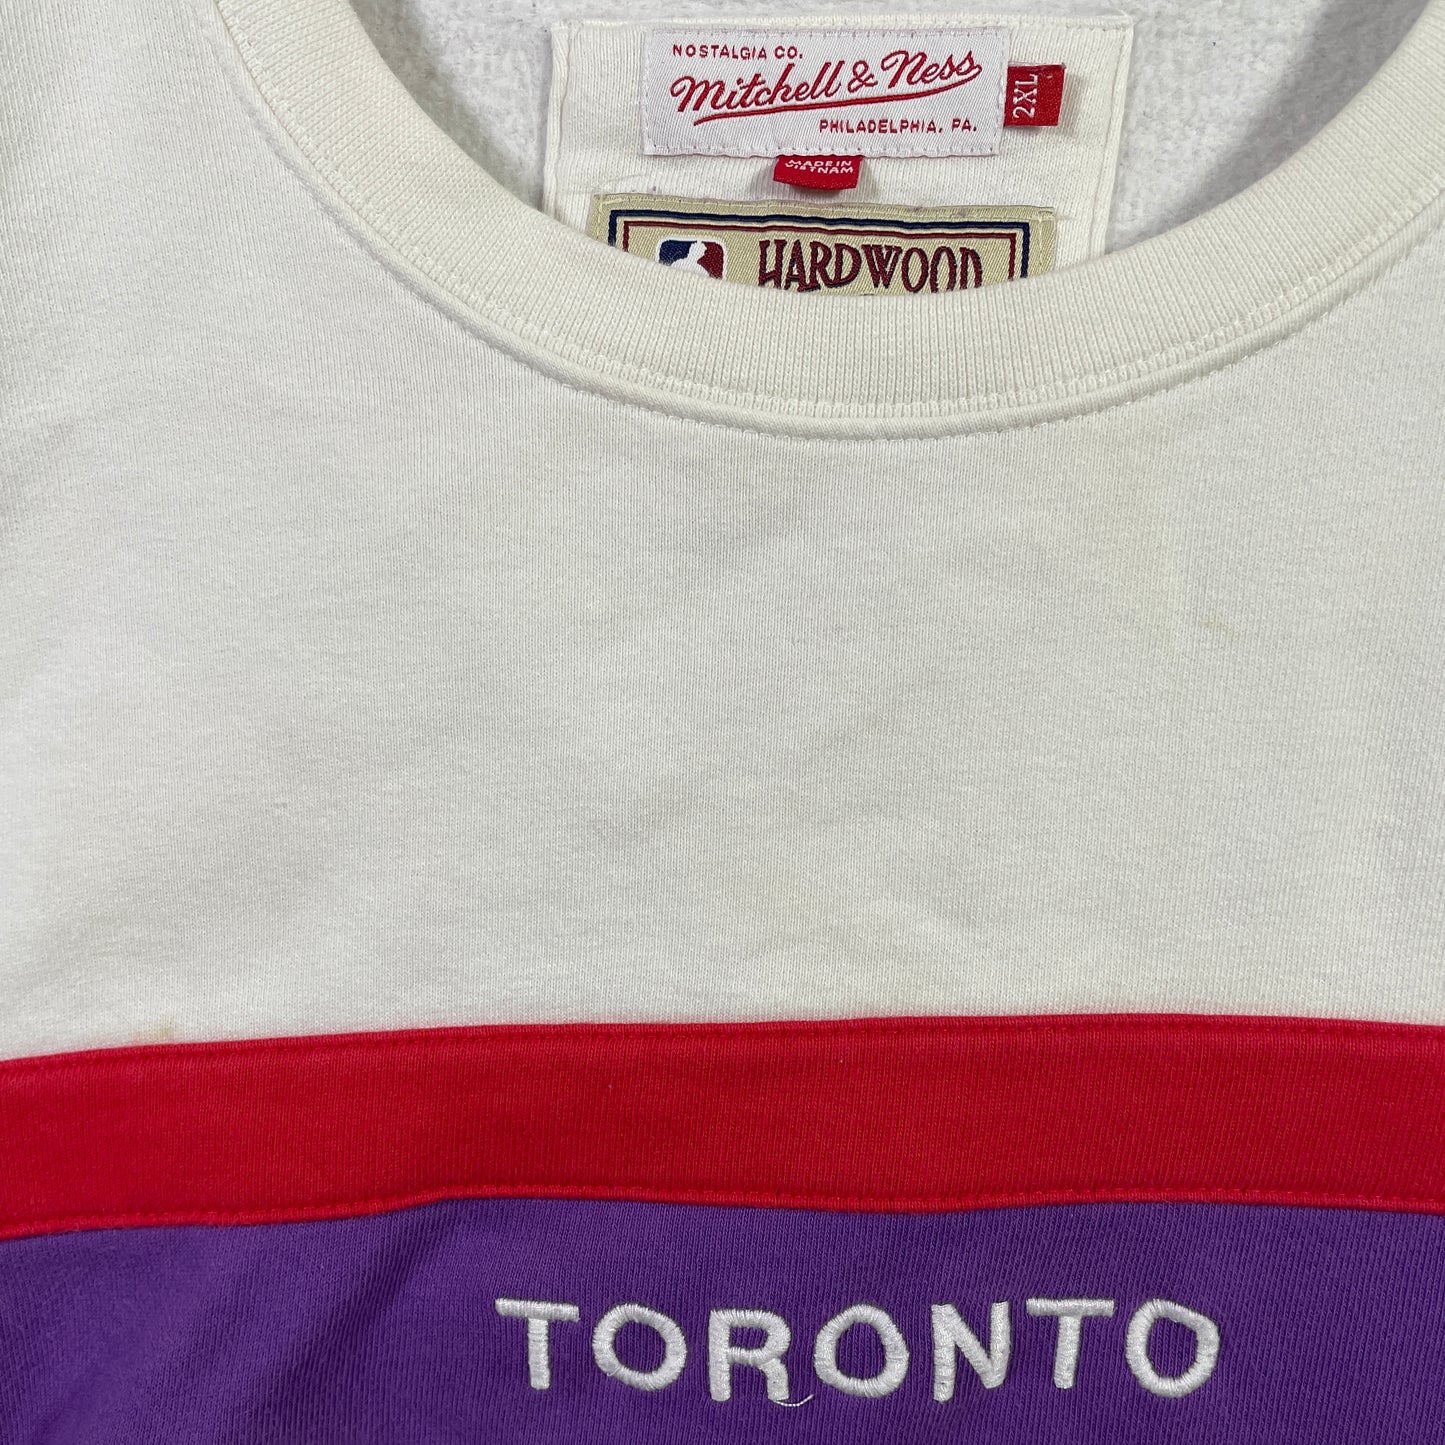 NOSTALGIA CO.
Mitchell & Ness
PHILADELPHIA, PA.
2XL
MADE IN
VIETNAM
HARDWOOD
TORONTO